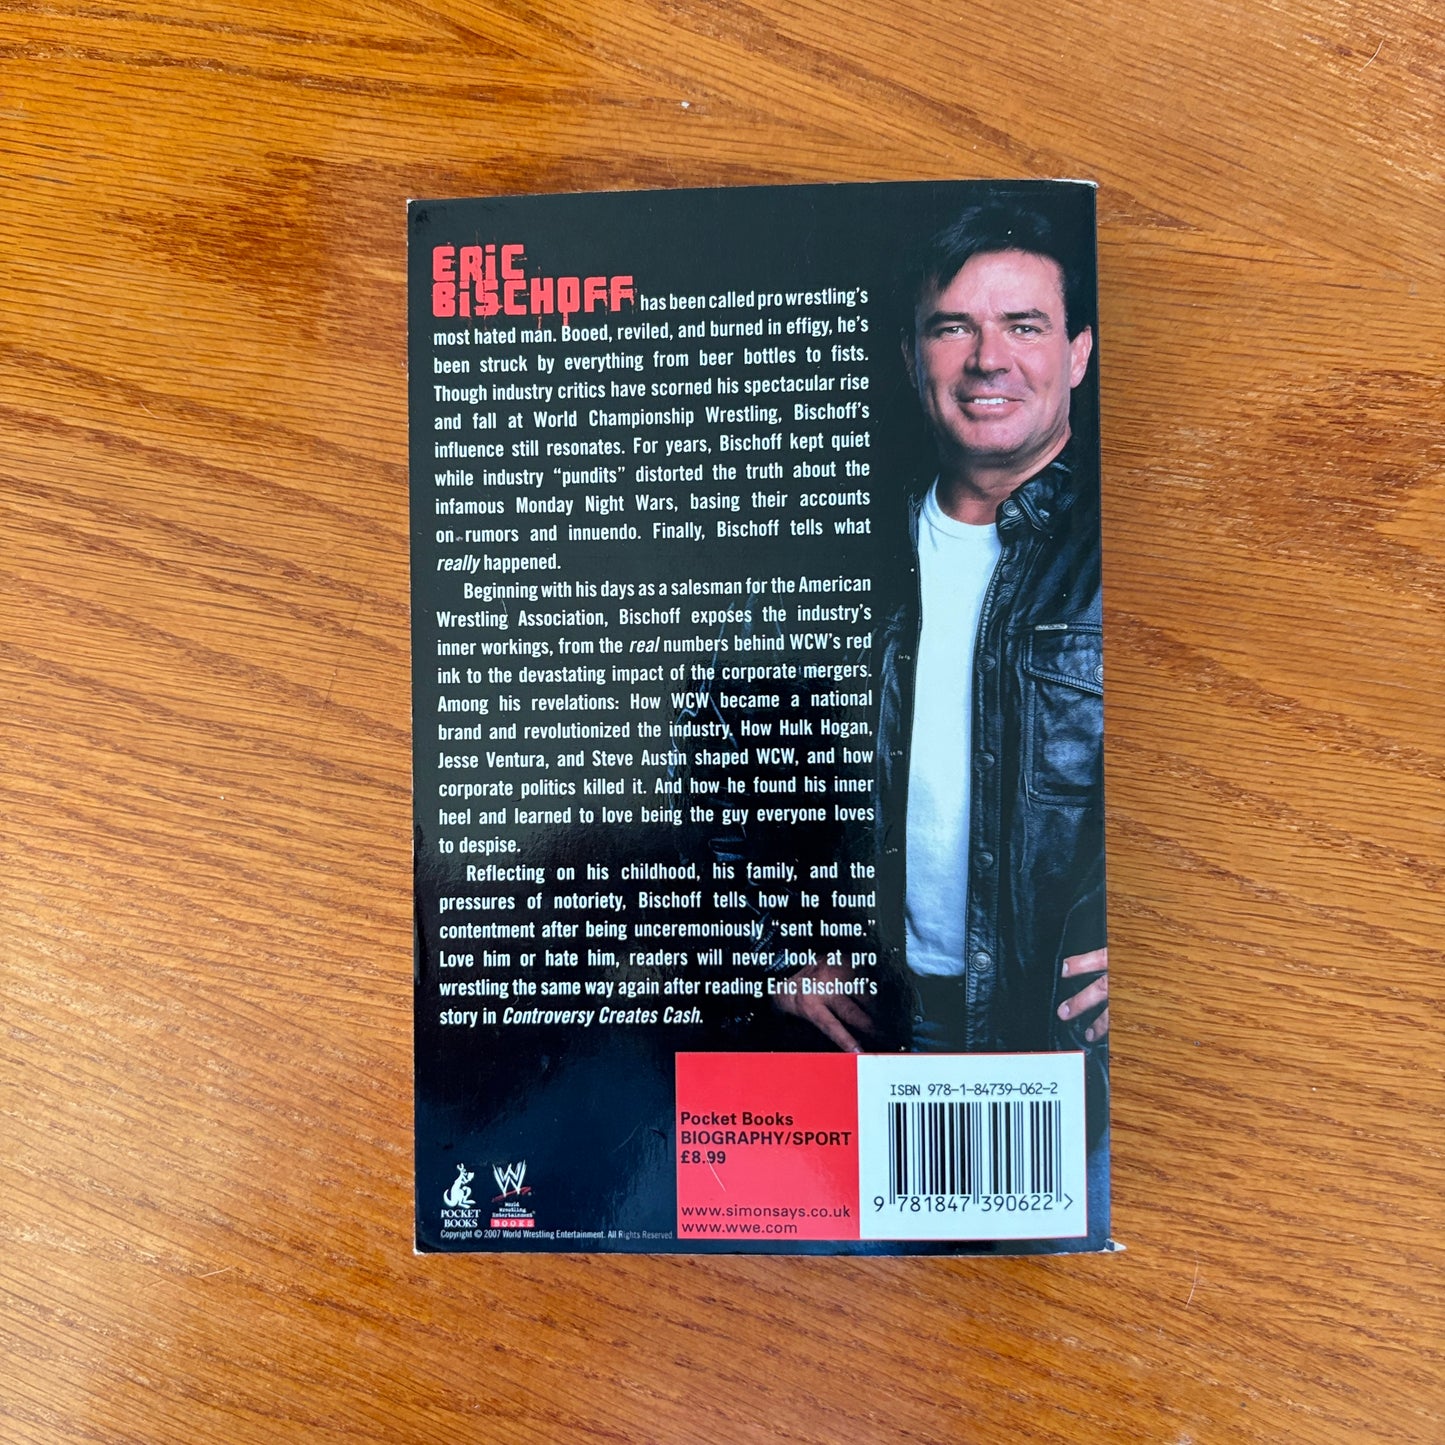 ERiC
BiSCHOFF has been called pro wrestling's
most hated man. Booed, reviled, and burned in effigy, he's
been struck by everything from beer bottles to fists.
Though industry critics have scorned his spectacular rise
and fall at World Championship Wrestling, Bischoff's
influence still resonates. For years, Bischoff kept quiet
while industry "pundits" distorted the truth about the
infamous Monday Night Wars, basing their accounts
on rumors and innuendo. Finally, Bischoff tells what
really happened.
Beginning with his days as a salesman for the American
Wrestling Association, Bischoff exposes the industry's
inner workings, from the real numbers behind WCW's red
ink to the devastating impact of the corporate mergers.
Among his revelations: How WCW became a national
brand and revolutionized the industry. How Hulk Hogan,
Jesse Ventura, and Steve Austin shaped WCW, and how
corporate politics killed it. And how he found his inner
heel and learned to love being the guy everyone loves
to despise.
Reflecting on his childhood, his family, and the
pressures of notoriety, Bischoff tells how he found
contentment after being unceremoniously "sent home."
Love him or hate him, readers will never look at pro
wrestling the same way again after reading Eric Bischoff's
story in Controversy Creates Cash.
ISBN 978-1-84739-062-2
Pocket Books
BIOGRAPHY/SPORT
£8.99
9 781847 390622 >
www.simonsays.co.uk
www.wwe.com
POCKET
BOOKS
W
World
Wrestling
Entertainment
BOOKS
Copyright © 2007 World Wrestling Entertainment. All Rights Reserved.